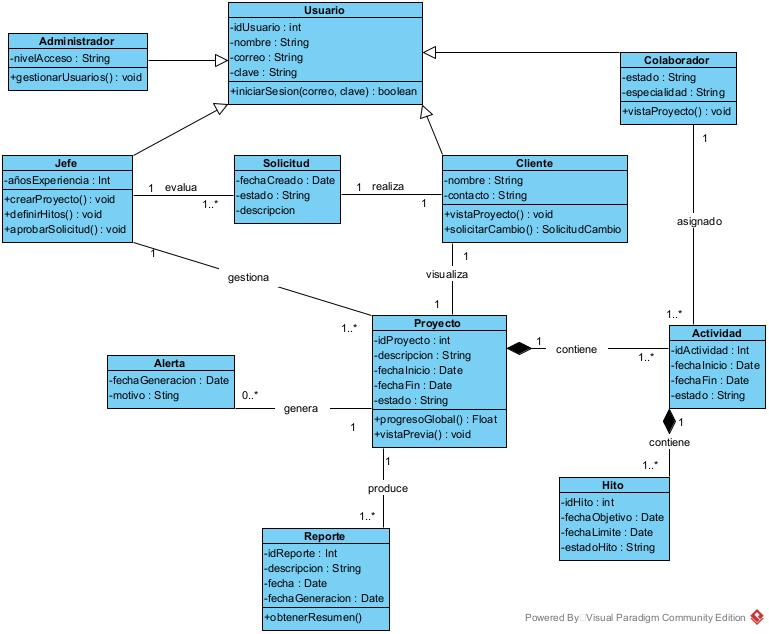 Usuario
-idUsuario : int
-nombre : String
-correo : String
-clave : String
+iniciarSesion(correo, clave) : boolean
Administrador
-nivelAcceso : String
+gestionarUsuarios() : void
Colaborador
-estado : String
-especialidad : String
+vistaProyecto() : void
Jefe
-añosExperiencia : Int
+crearProyecto() : void
+definirHitos() : void
+aprobarSolicitud() : void
1
evalua
1..*
Solicitud
-fechaCreado : Date
-estado : String
-descripcion
1
realiza
1
Cliente
-nombre : String
-contacto : String
+vistaProyecto() : void
+solicitarCambio() : SolicitudCambio
1
asignado
1..*
1
gestiona
1..*
1
visualiza
1
Proyecto
-idProyecto : int
-descripcion : String
-fechaInicio : Date
-fechaFin : Date
-estado : String
+progresoGlobal() : Float
+vistaPrevia() : void
1
contiene
1..*
Actividad
-idActividad : Int
-fechaInicio : Date
-fechaFin : Date
-estado : String
Alerta
-fechaGeneracion : Date
-motivo : Sting
0..*
genera
1
1
contiene
1..*
1
produce
1..*
Hito
-idHito : int
-fechaObjetivo : Date
-fechaLimite : Date
-estadoHito : String
Reporte
-idReporte : Int
-descripcion : String
-fecha : Date
-fechaGeneracion : Date
+obtenerResumen()
Powered By Visual Paradigm Community Edition